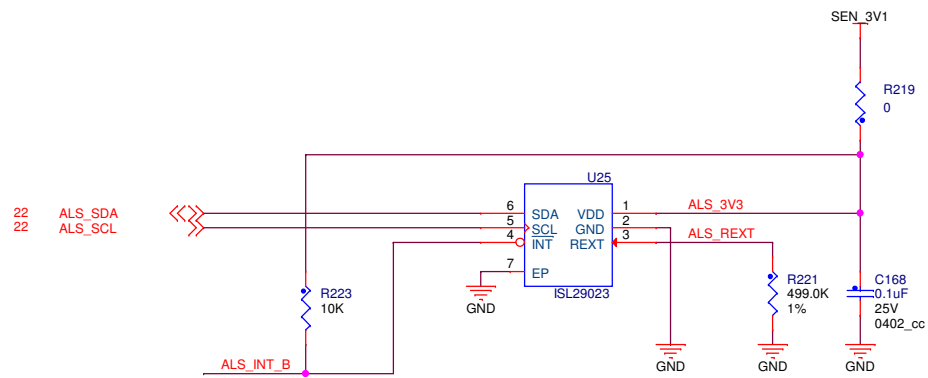 SEN_3V1
R219
0
U25
22 ALS_SDA
22 ALS_SCL
6 SDA VDD 1 ALS_3V3
5 SCL GND 2
4 INT REXT 3 ALS_REXT
7 EP
ISL29023
GND
R223
10K
R221
499.0K
1%
C168
0.1uF
25V
0402_cc
GND
GND
GND
ALS_INT_B